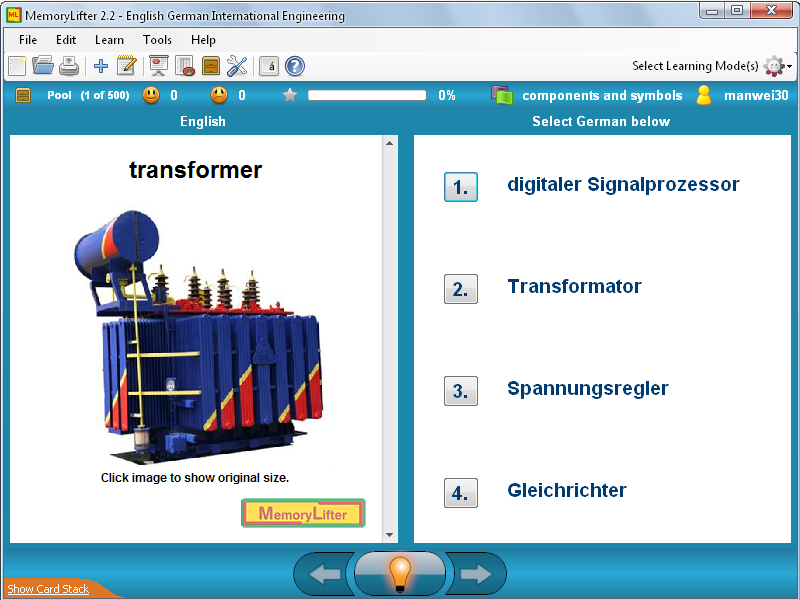 MemoryLifter 2.2 - English German International Engineering
File Edit Learn Tools Help
á ? Select Learning Mode(s)
Pool (1 of 500) 0 0 0% components and symbols manwei30
English
Select German below
transformer
Click image to show original size.
MemoryLifter
1. digitaler Signalprozessor
2. Transformator
3. Spannungsregler
4. Gleichrichter
Show Card Stack